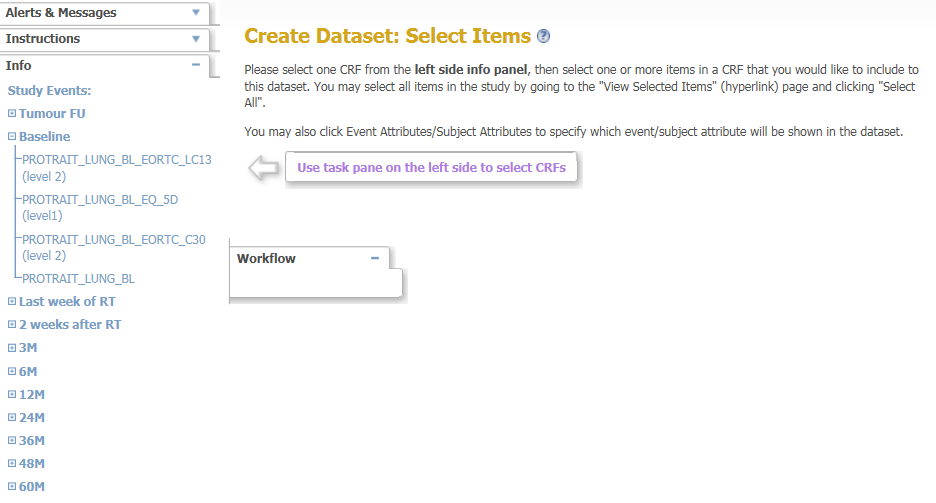 Alerts & Messages
Instructions
Info
Study Events:
Tumour FU
Baseline
PROTRAIT_LUNG_BL_EORTC_LC13
(level 2)
PROTRAIT_LUNG_BL_EQ_5D
(level1)
PROTRAIT_LUNG_BL_EORTC_C30
(level 2)
PROTRAIT_LUNG_BL
Last week of RT
2 weeks after RT
3M
6M
12M
24M
36M
48M
60M
Create Dataset: Select Items ?
Please select one CRF from the left side info panel, then select one or more items in a CRF that you would like to include to
this dataset. You may select all items in the study by going to the "View Selected Items" (hyperlink) page and clicking "Select
All".
You may also click Event Attributes/Subject Attributes to specify which event/subject attribute will be shown in the dataset.
Use task pane on the left side to select CRFs
Workflow